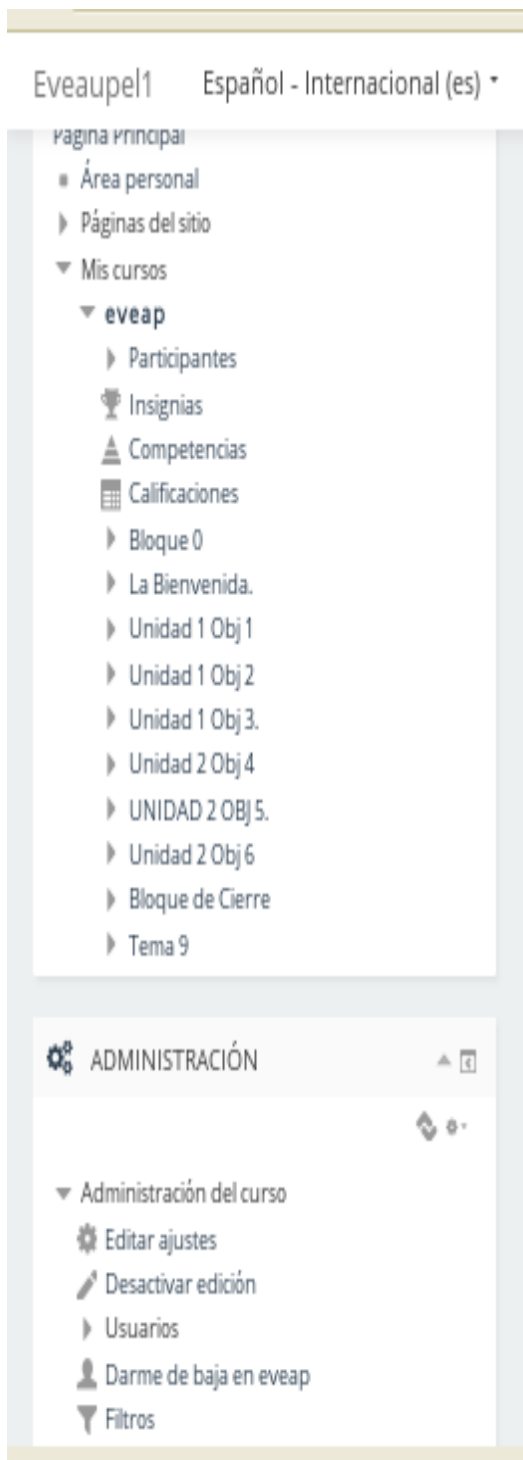 Eveaupel1 Español - Internacional (es)
Página Principal
Área personal
Páginas del sitio
Mis cursos
eveap
Participantes
Insignias
Competencias
Calificaciones
Bloque 0
La Bienvenida.
Unidad 1 Obj 1
Unidad 1 Obj 2
Unidad 1 Obj 3.
Unidad 2 Obj 4
UNIDAD 2 OBJ 5.
Unidad 2 Obj 6
Bloque de Cierre
Tema 9
ADMINISTRACIÓN
Administración del curso
Editar ajustes
Desactivar edición
Usuarios
Darme de baja en eveap
Filtros